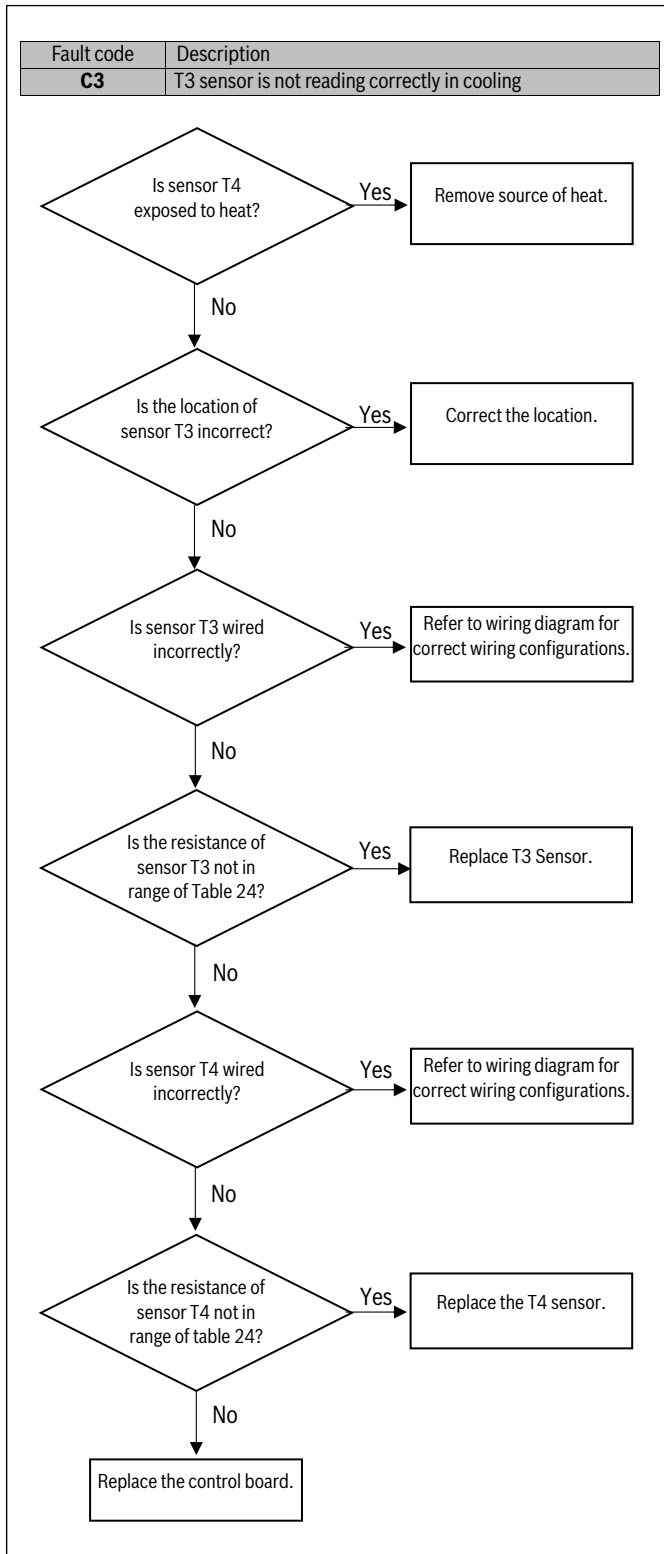 Fault code Description
C3 T3 sensor is not reading correctly in cooling
Is sensor T4
exposed to heat?
Yes
Remove source of heat.
No
Is the location of
sensor T3 incorrect?
Yes
Correct the location.
No
Is sensor T3 wired
incorrectly?
Yes
Refer to wiring diagram for
correct wiring configurations.
No
Is the resistance of
sensor T3 not in
range of Table 24?
Yes
Replace T3 Sensor.
No
Is sensor T4 wired
incorrectly?
Yes
Refer to wiring diagram for
correct wiring configurations.
No
Is the resistance of
sensor T4 not in
range of table 24?
Yes
Replace the T4 sensor.
No
Replace the control board.